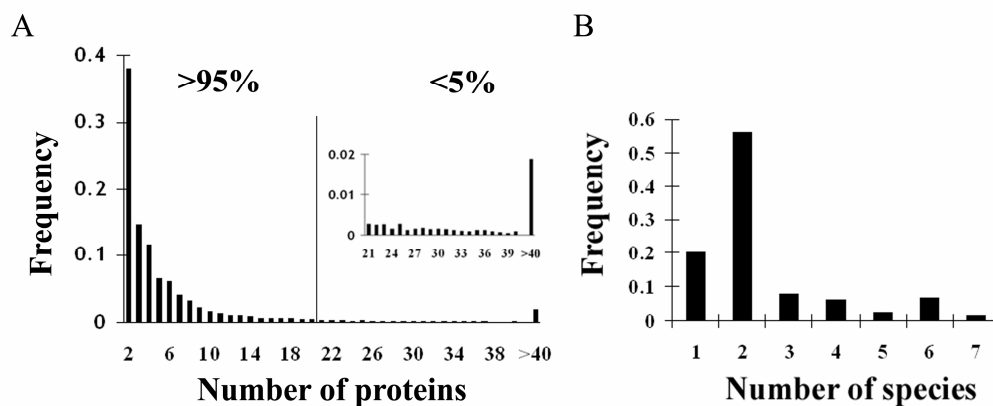 A
0.4
0.3
0.2
0.1
0
Frequency
>95%
<5%
0.02
0.01
0
21 24 27 30 33 36 39 >40
2 6 10 14 18 22 26 30 34 38 >40
Number of proteins
B
0.6
0.5
0.4
0.3
0.2
0.1
0
Frequency
1 2 3 4 5 6 7
Number of species